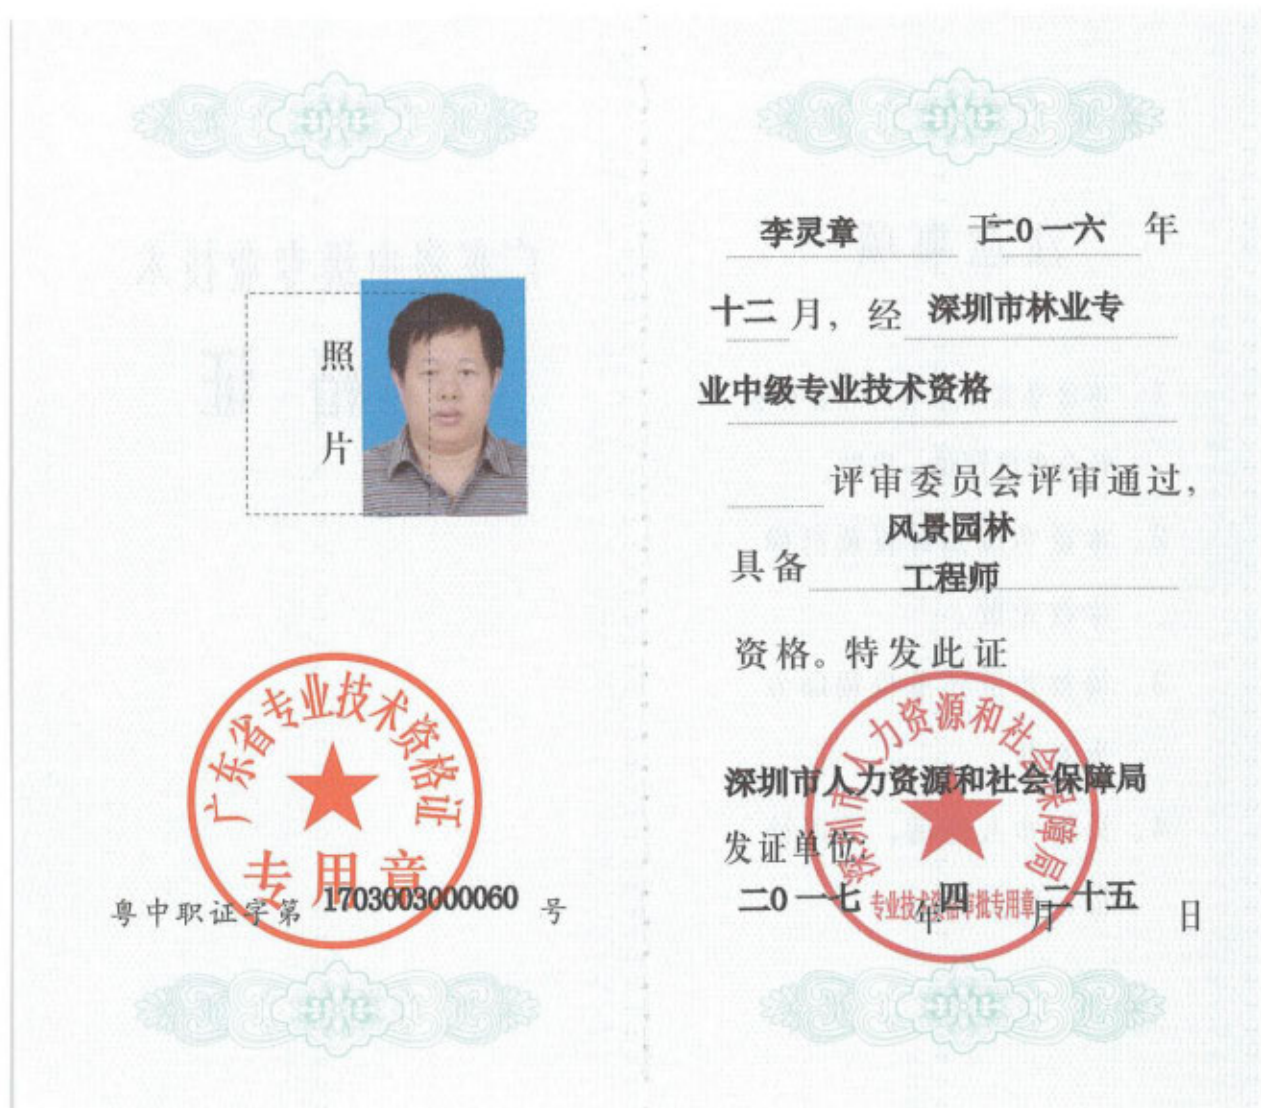 照
片
广东省专业技术资格证
专用章
粤中职证字第 1703003000060 号
李灵章 于二0一六 年
十二 月，经 深圳市林业专
业中级专业技术资格
评审委员会评审通过，
风景园林
具备 工程师
资格。特发此证
深圳市人力资源和社会保障局
深圳市人力资源和社会保障局
发证单位：
专业技术资格审批专用章
二0一七 年 四 月 二十五 日